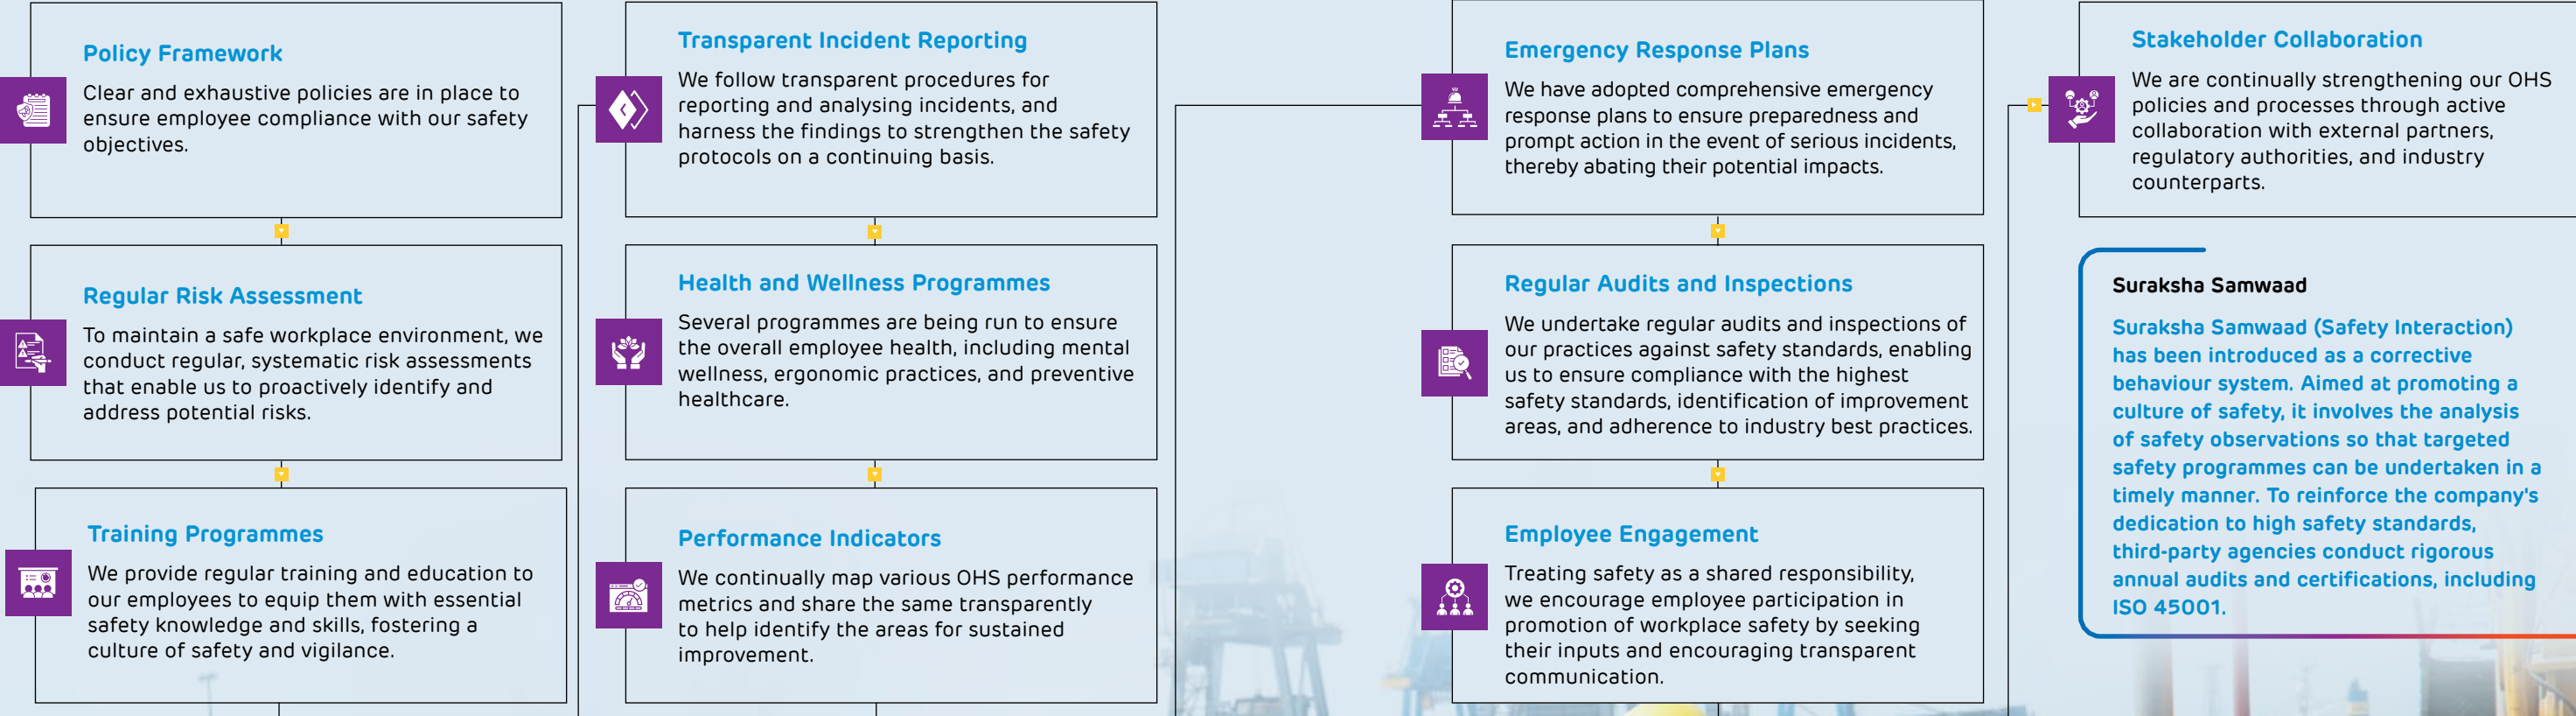 Policy Framework
Clear and exhaustive policies are in place to
ensure employee compliance with our safety
objectives.
Regular Risk Assessment
To maintain a safe workplace environment, we
conduct regular, systematic risk assessments
that enable us to proactively identify and
address potential risks.
Training Programmes
We provide regular training and education to
our employees to equip them with essential
safety knowledge and skills, fostering a
culture of safety and vigilance.
Transparent Incident Reporting
We follow transparent procedures for
reporting and analysing incidents, and
harness the findings to strengthen the safety
protocols on a continuing basis.
Health and Wellness Programmes
Several programmes are being run to ensure
the overall employee health, including mental
wellness, ergonomic practices, and preventive
healthcare.
Performance Indicators
We continually map various OHS performance
metrics and share the same transparently
to help identify the areas for sustained
improvement.
Emergency Response Plans
We have adopted comprehensive emergency
response plans to ensure preparedness and
prompt action in the event of serious incidents,
thereby abating their potential impacts.
Regular Audits and Inspections
We undertake regular audits and inspections of
our practices against safety standards, enabling
us to ensure compliance with the highest
safety standards, identification of improvement
areas, and adherence to industry best practices.
Employee Engagement
Treating safety as a shared responsibility,
we encourage employee participation in
promotion of workplace safety by seeking
their inputs and encouraging transparent
communication.
Stakeholder Collaboration
We are continually strengthening our OHS
policies and processes through active
collaboration with external partners,
regulatory authorities, and industry
counterparts.
Suraksha Samwaad
Suraksha Samwaad (Safety Interaction)
has been introduced as a corrective
behaviour system. Aimed at promoting a
culture of safety, it involves the analysis
of safety observations so that targeted
safety programmes can be undertaken in a
timely manner. To reinforce the company's
dedication to high safety standards,
third-party agencies conduct rigorous
annual audits and certifications, including
ISO 45001.